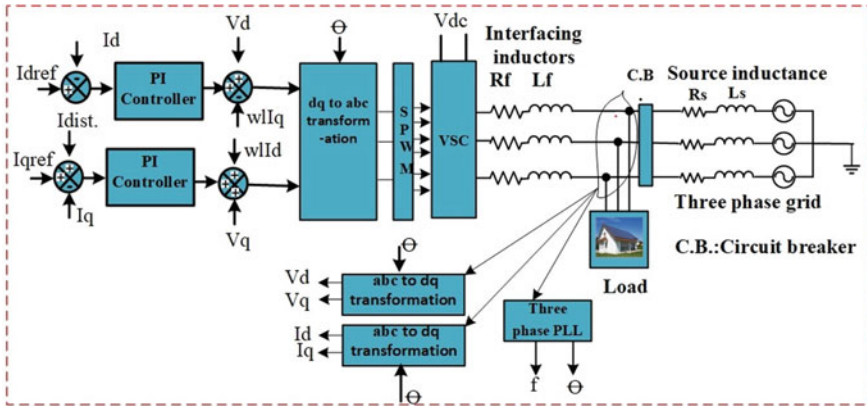 Id
Idref
PI
Controller
Vd
wlIq
Idist.
Iqref
Iq
PI
Controller
wlId
Vq
Ɵ
dq to abc
transform
-ation
S
P
W
M
Vdc
VSC
Interfacing
inductors
Rf Lf
C.B
Source inductance
Rs Ls
Three phase grid
C.B.:Circuit breaker
Load
Ɵ
Vd
Vq
abc to dq
transformation
Id
Iq
abc to dq
transformation
Ɵ
Three
phase PLL
f Ɵ